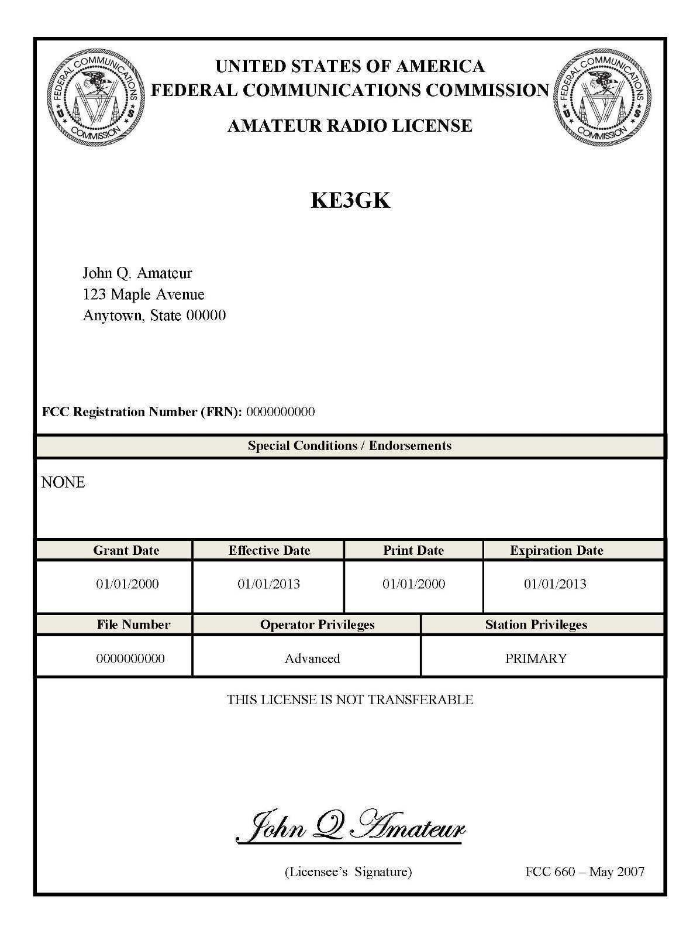 UNITED STATES OF AMERICA
FEDERAL COMMUNICATIONS COMMISSION
AMATEUR RADIO LICENSE
FEDERAL COMMUNICATIONS COMMISSION
U★S★
FEDERAL COMMUNICATIONS COMMISSION
U★S★
KE3GK
John Q. Amateur
123 Maple Avenue
Anytown, State 00000
FCC Registration Number (FRN): 0000000000
Special Conditions / Endorsements
NONE
Grant Date Effective Date Print Date Expiration Date
01/01/2000 01/01/2013 01/01/2000 01/01/2013
File Number Operator Privileges Station Privileges
0000000000 Advanced PRIMARY
THIS LICENSE IS NOT TRANSFERABLE
John Q Amateur
(Licensee's Signature) FCC 660 – May 2007